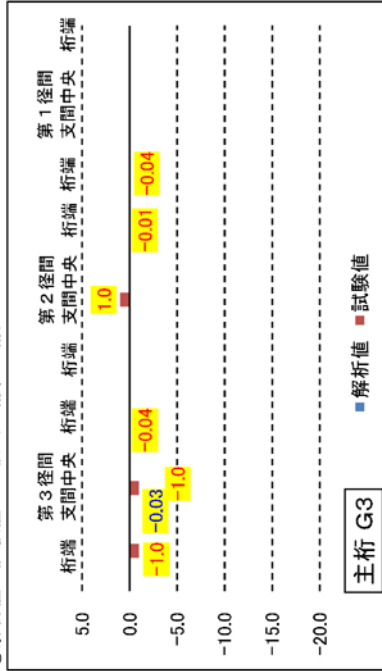 桁端
第3径間
支間中央
桁端
桁端
第2径間
支間中央
桁端
桁端
第1径間
支間中央
桁端
5.0
0.0
-5.0
-10.0
-15.0
-20.0
-1.0
-0.03
-1.0
-0.04
1.0
-0.01
-0.04
主桁 G3
解析値
試験値